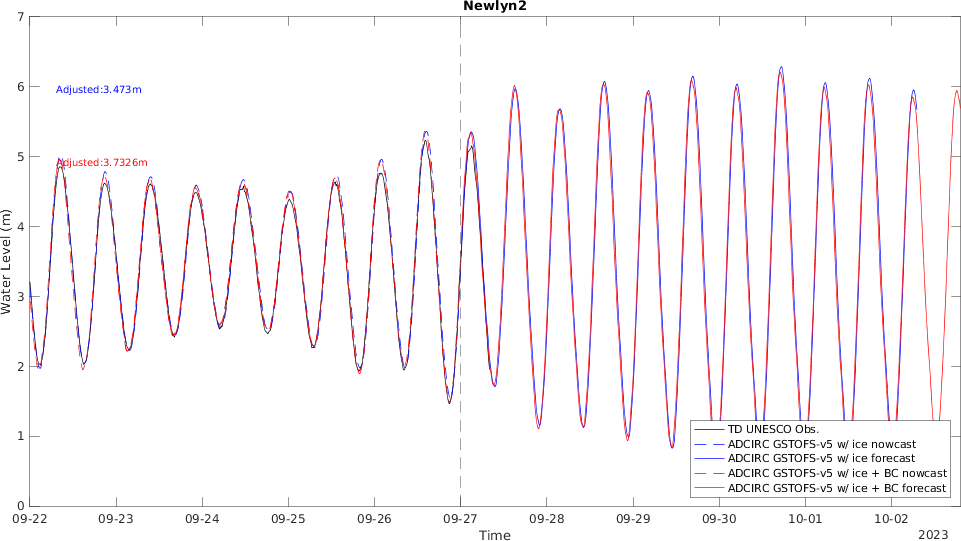 Newlyn2
7
6
5
4
3
2
1
0
Water Level (m)
Adjusted:3.473m
Adjusted:3.7326m
TD UNESCO Obs.
ADCIRC GSTOFS-v5 w/ ice nowcast
ADCIRC GSTOFS-v5 w/ ice forecast
ADCIRC GSTOFS-v5 w/ ice + BC nowcast
ADCIRC GSTOFS-v5 w/ ice + BC forecast
09-22 09-23 09-24 09-25 09-26 09-27 09-28 09-29 09-30 10-01 10-02
Time
2023